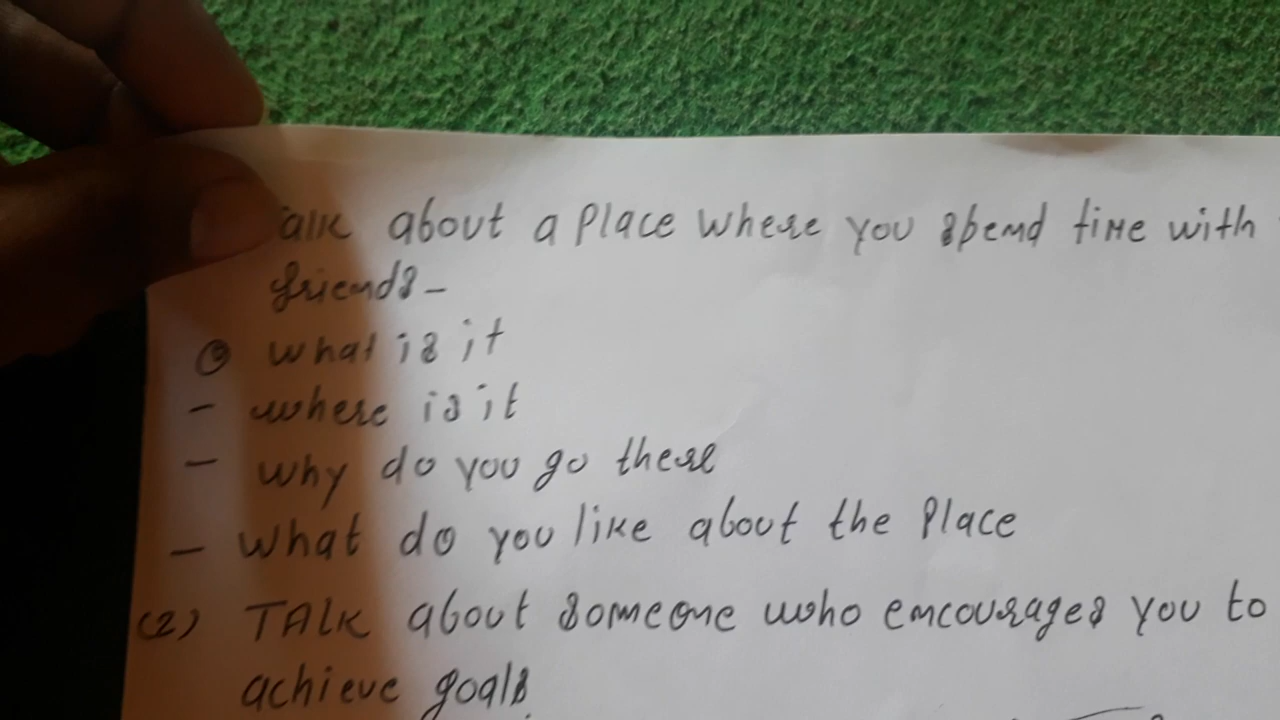 Talk about a Place where you spend time with
friends -
what is it
- where is it
- why do you go there
- what do you like about the Place
(2) TAlk about someone who encourages you to
achieve goals